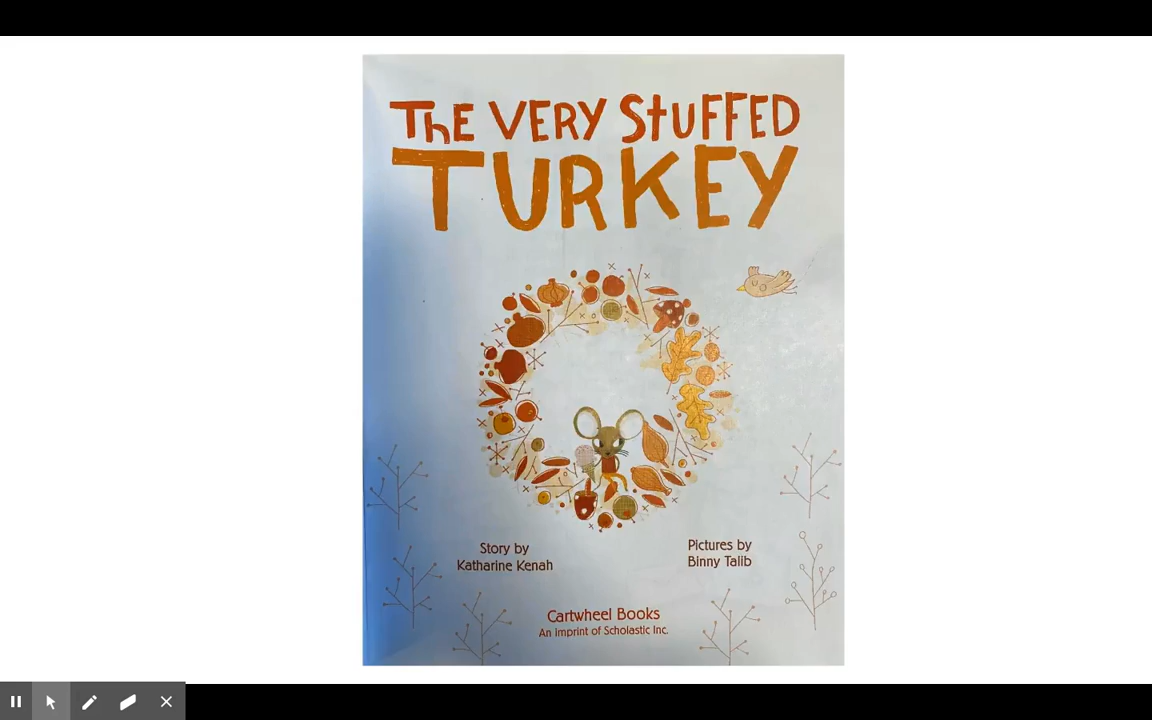 ThE VERY StUFFED
TURKEY
Story by
Katharine Kenah
Pictures by
Binny Talib
Cartwheel Books
An imprint of Scholastic Inc.